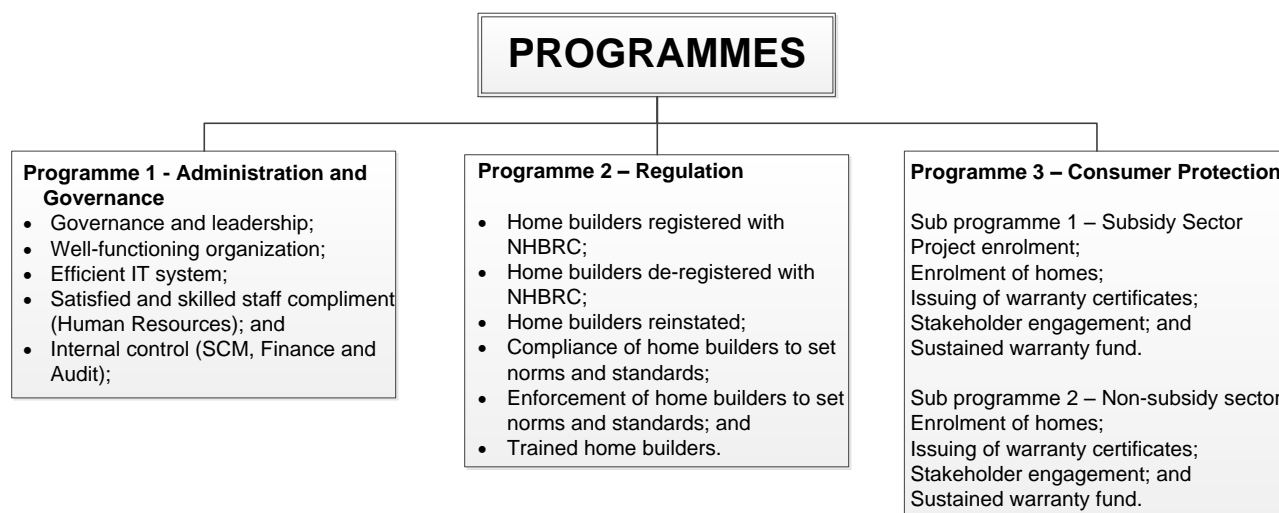 PROGRAMMES
Programme 1 - Administration and
Governance
• Governance and leadership;
• Well-functioning organization;
• Efficient IT system;
• Satisfied and skilled staff compliment
(Human Resources); and
• Internal control (SCM, Finance and
Audit);
Programme 2 – Regulation
• Home builders registered with
NHBRC;
• Home builders de-registered with
NHBRC;
• Home builders reinstated;
• Compliance of home builders to set
norms and standards;
• Enforcement of home builders to set
norms and standards; and
• Trained home builders.
Programme 3 – Consumer Protection
Sub programme 1 – Subsidy Sector
Project enrolment;
Enrolment of homes;
Issuing of warranty certificates;
Stakeholder engagement; and
Sustained warranty fund.
Sub programme 2 – Non-subsidy sector
Enrolment of homes;
Issuing of warranty certificates;
Stakeholder engagement; and
Sustained warranty fund.